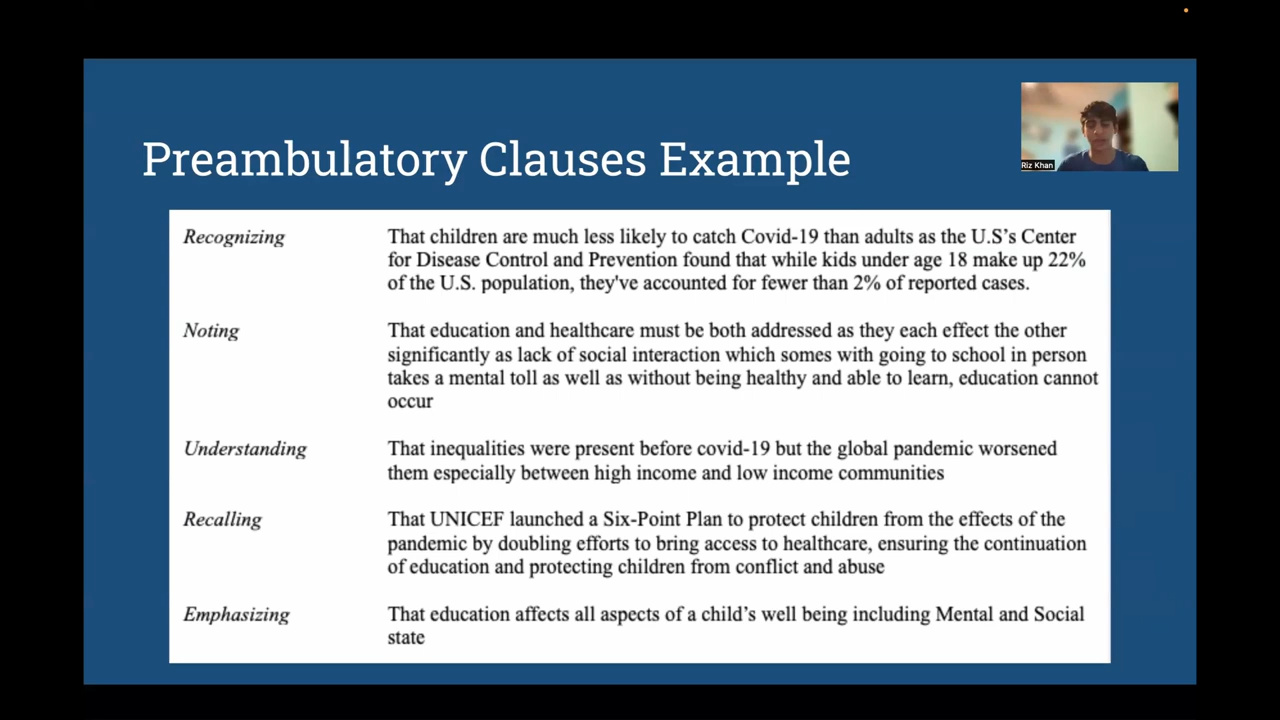 Preambulatory Clauses Example
Riz Khan
Recognizing
That children are much less likely to catch Covid-19 than adults as the U.S's Center
for Disease Control and Prevention found that while kids under age 18 make up 22%
of the U.S. population, they've accounted for fewer than 2% of reported cases.
Noting
That education and healthcare must be both addressed as they each effect the other
significantly as lack of social interaction which somes with going to school in person
takes a mental toll as well as without being healthy and able to learn, education cannot
occur
Understanding
That inequalities were present before covid-19 but the global pandemic worsened
them especially between high income and low income communities
Recalling
That UNICEF launched a Six-Point Plan to protect children from the effects of the
pandemic by doubling efforts to bring access to healthcare, ensuring the continuation
of education and protecting children from conflict and abuse
Emphasizing
That education affects all aspects of a child's well being including Mental and Social
state